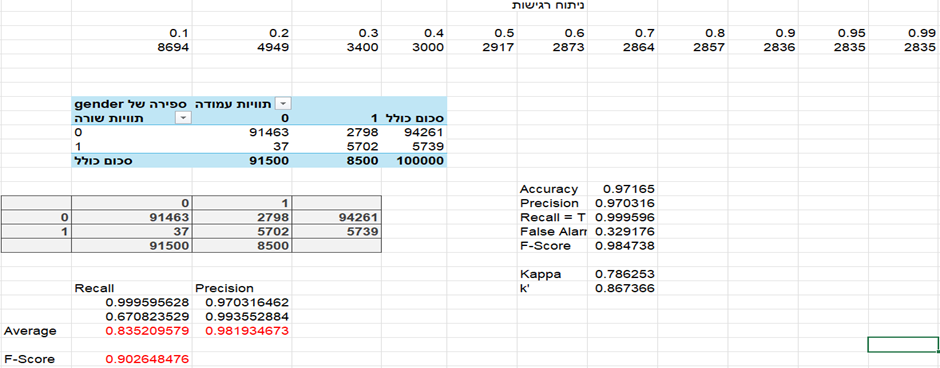 ניתוח רגישות
0.1 0.2 0.3 0.4 0.5 0.6 0.7 0.8 0.9 0.95 0.99
8694 4949 3400 3000 2917 2873 2864 2857 2836 2835 2835
ספירה של gender תוויות עמודה
תוויות שורה 0 1 סכום כולל
0 91463 2798 94261
1 37 5702 5739
סכום כולל 91500 8500 100000
Accuracy 0.97165
Precision 0.970316
0 1 Recall = T 0.999596
0 91463 2798 94261 False Alarr 0.329176
1 37 5702 5739 F-Score 0.984738
91500 8500
Kappa 0.786253
Recall Precision k' 0.867366
0.999595628 0.970316462
0.670823529 0.993552884
Average 0.835209579 0.981934673
F-Score 0.902648476